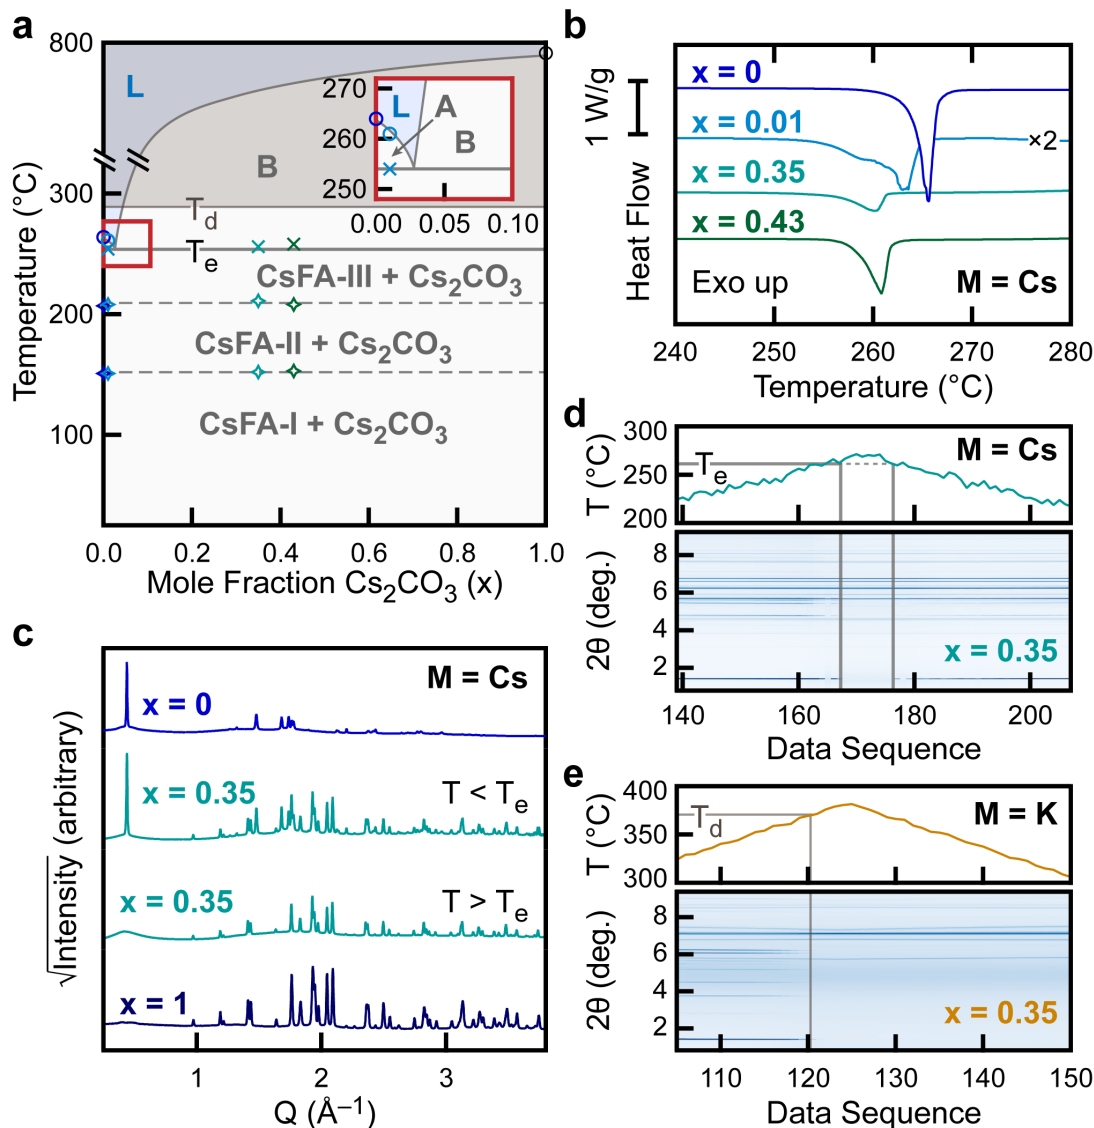 a
800
300
200
100
Temperature (°C)
L
B
T_d
T_e
270
260
250
L
A
B
0.00
0.05
0.10
CsFA-III + Cs₂CO₃
CsFA-II + Cs₂CO₃
CsFA-I + Cs₂CO₃
0.0
0.2
0.4
0.6
0.8
1.0
Mole Fraction Cs₂CO₃ (x)
b
1 W/g
Heat Flow
x = 0
x = 0.01
×2
x = 0.35
x = 0.43
Exo up
M = Cs
240
250
260
270
280
Temperature (°C)
c
M = Cs
x = 0
x = 0.35
T < T_e
x = 0.35
T > T_e
x = 1
√Intensity (arbitrary)
1
2
3
Q (Å⁻¹)
d
300
250
200
T (°C)
T_e
M = Cs
8
6
4
2
2θ (deg.)
x = 0.35
140
160
180
200
Data Sequence
e
400
350
300
T (°C)
T_d
M = K
8
6
4
2
2θ (deg.)
x = 0.35
110
120
130
140
150
Data Sequence